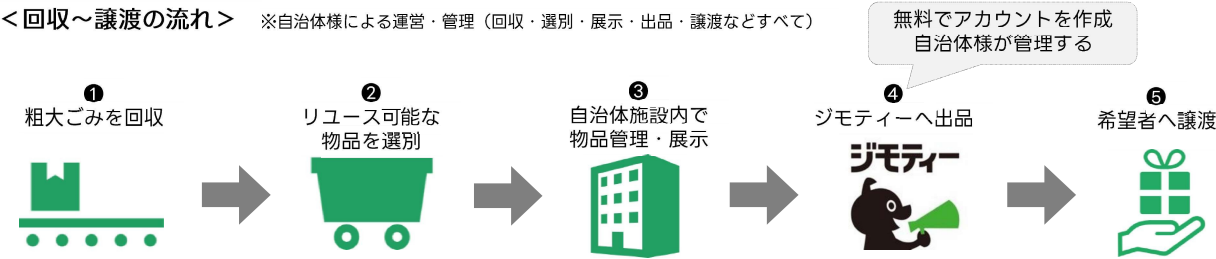 ＜回収～譲渡の流れ＞
※自治体様による運営・管理（回収・選別・展示・出品・譲渡などすべて）
無料でアカウントを作成
自治体様が管理する
❶
粗大ごみを回収
❷
リユース可能な
物品を選別
❸
自治体施設内で
物品管理・展示
❹
ジモティーへ出品
ジモティー
❺
希望者へ譲渡